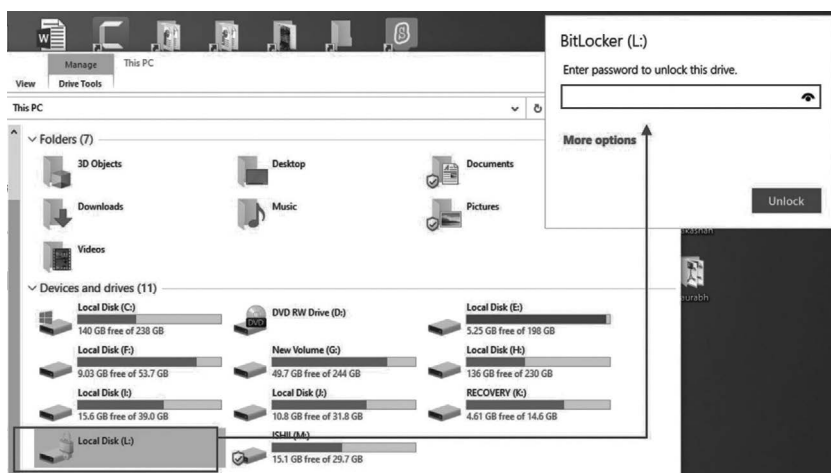 Manage
This PC
View
Drive Tools
This PC
Folders (7)
3D Objects
Desktop
Documents
Downloads
Music
Pictures
Videos
Devices and drives (11)
Local Disk (C:)
140 GB free of 238 GB
DVD RW Drive (D:)
DVD
Local Disk (E:)
5.25 GB free of 198 GB
Local Disk (F:)
9.03 GB free of 53.7 GB
New Volume (G:)
49.7 GB free of 244 GB
Local Disk (H:)
136 GB free of 230 GB
Local Disk (I:)
15.6 GB free of 39.0 GB
Local Disk (J:)
10.8 GB free of 31.8 GB
RECOVERY (K:)
4.61 GB free of 14.6 GB
Local Disk (L:)
15.1 GB free of 29.7 GB
BitLocker (L:)
Enter password to unlock this drive.
More options
Unlock